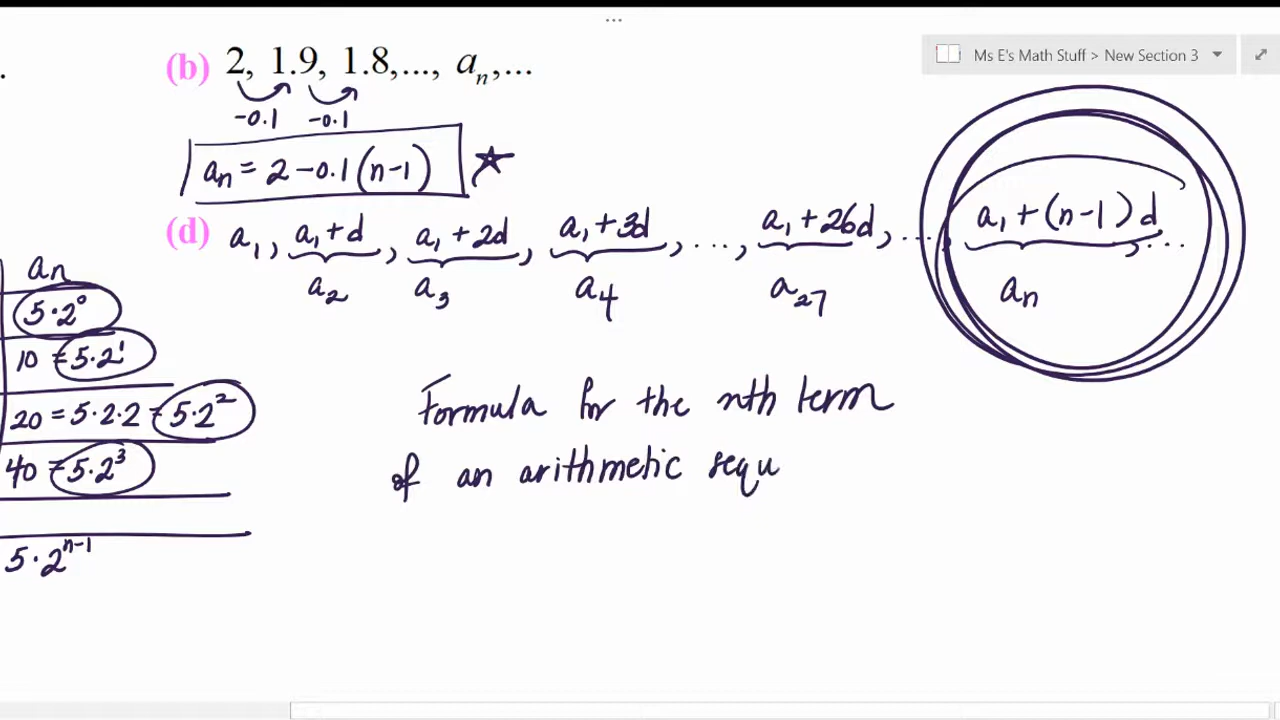 ...
Ms E's Math Stuff > New Section 3
(b) 2, 1.9, 1.8,..., aₙ,...
-0.1 -0.1
aₙ = 2 - 0.1(n-1) ★
(d) a₁, a₁+d, a₁+2d, a₁+3d, ..., a₁+26d, ..., a₁+(n-1)d, ...
a₂ a₃ a₄ a₂₇ aₙ
aₙ
5·2⁰
10 = 5·2¹
20 = 5·2·2 = 5·2²
40 = 5·2³
5·2ⁿ⁻¹
Formula for the nth term
of an arithmetic sequ